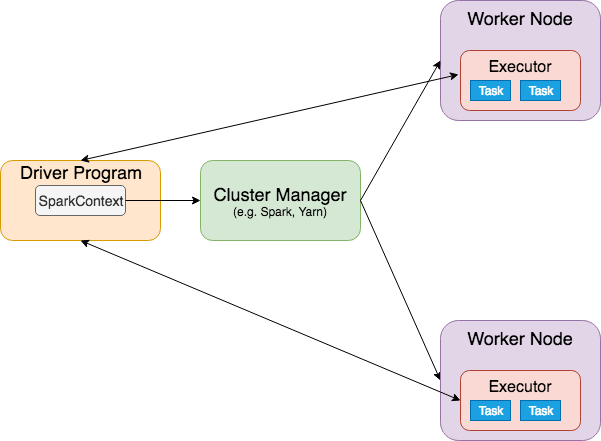 Worker Node
Executor
Task Task
Driver Program
SparkContext
Cluster Manager
(e.g. Spark, Yarn)
Worker Node
Executor
Task Task